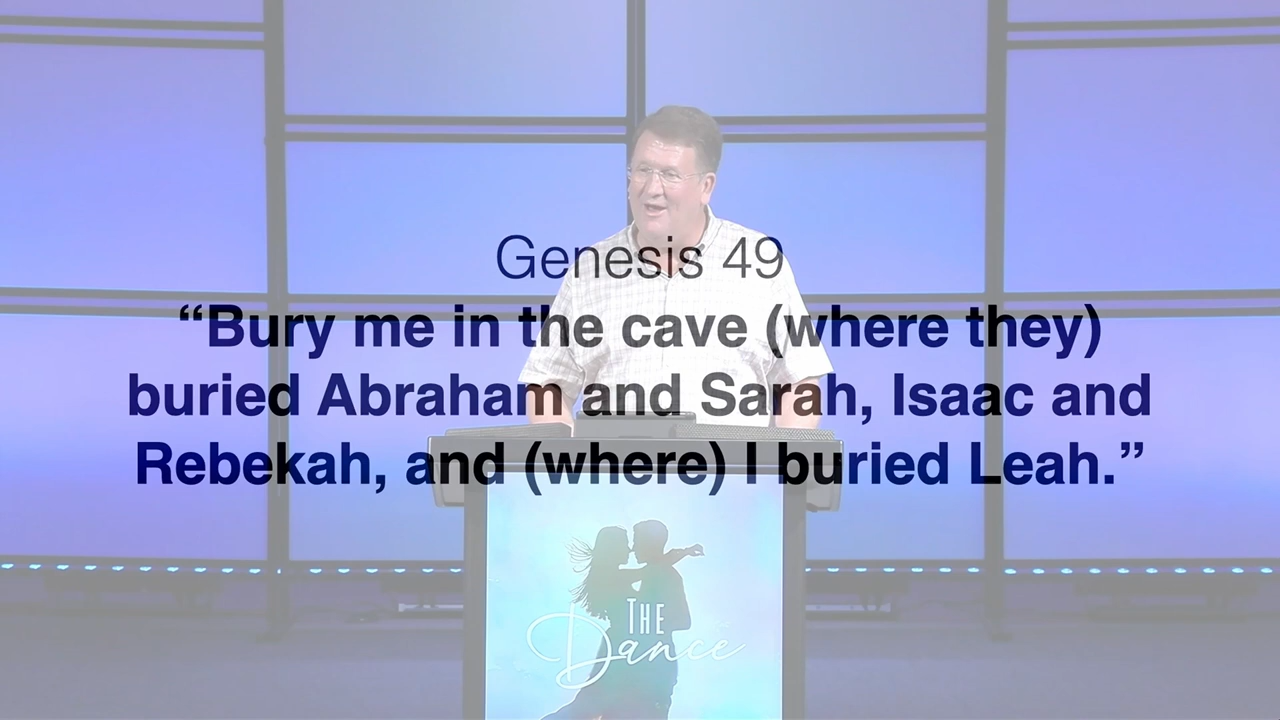 Genesis 49
“Bury me in the cave (where they)
buried Abraham and Sarah, Isaac and
Rebekah, and (where) I buried Leah.”
THE
Dance